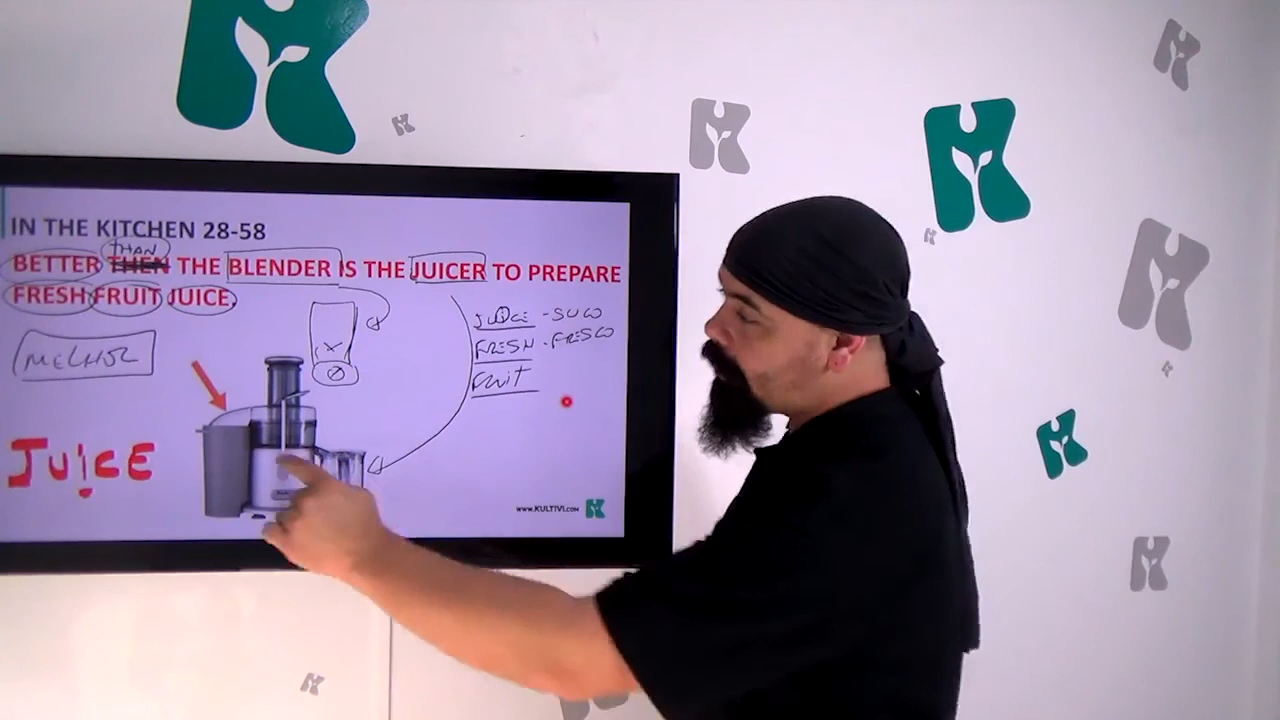 IN THE KITCHEN 28-58
THAN
BETTER THEN THE BLENDER IS THE JUICER TO PREPARE
FRESH FRUIT JUICE.
JUICE - SUCO
FRESH - FRESCO
FRUIT
MELHOR
JUiCE
www.KULTIVI.com